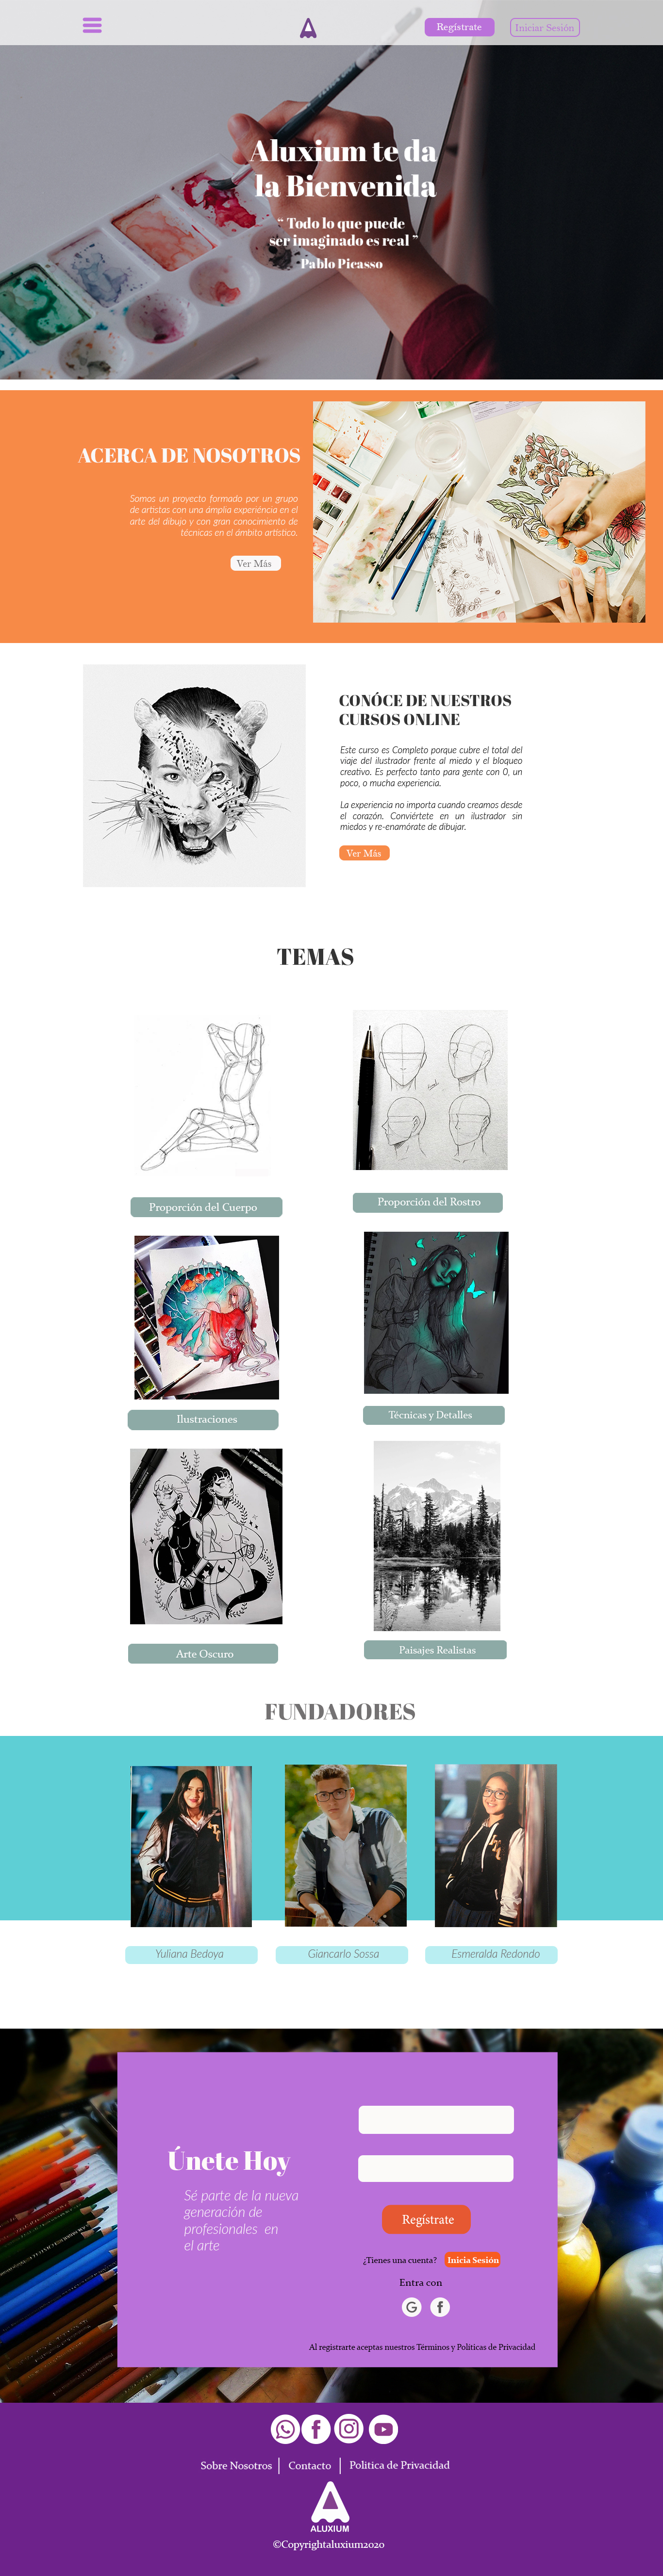 Regístrate
Iniciar Sesión
Aluxium te da
la Bienvenida
“ Todo lo que puede
ser imaginado es real ”
Pablo Picasso
ACERCA DE NOSOTROS
Somos un proyecto formado por un grupo
de artistas con una ámplia experiéncia en el
arte del dibujo y con gran conocimiento de
técnicas en el ámbito artístico.
Ver Más
CONÓCE DE NUESTROS
CURSOS ONLINE
Este curso es Completo porque cubre el total del
viaje del ilustrador frente al miedo y el bloqueo
creativo. Es perfecto tanto para gente con 0, un
poco, o mucha experiencia.
La experiencia no importa cuando creamos desde
el corazón. Conviértete en un ilustrador sin
miedos y re-enamórate de dibujar.
Ver Más
TEMAS
Proporción del Cuerpo
Proporción del Rostro
Ilustraciones
Técnicas y Detalles
Arte Oscuro
Paisajes Realistas
FUNDADORES
Yuliana Bedoya
Giancarlo Sossa
Esmeralda Redondo
Únete Hoy
Sé parte de la nueva
generación de
profesionales en
el arte
Regístrate
¿Tienes una cuenta? Inicia Sesión
Entra con
Al registrarte aceptas nuestros Términos y Políticas de Privacidad
Sobre Nosotros | Contacto | Politica de Privacidad
ALUXIUM
©Copyrightaluxium2020